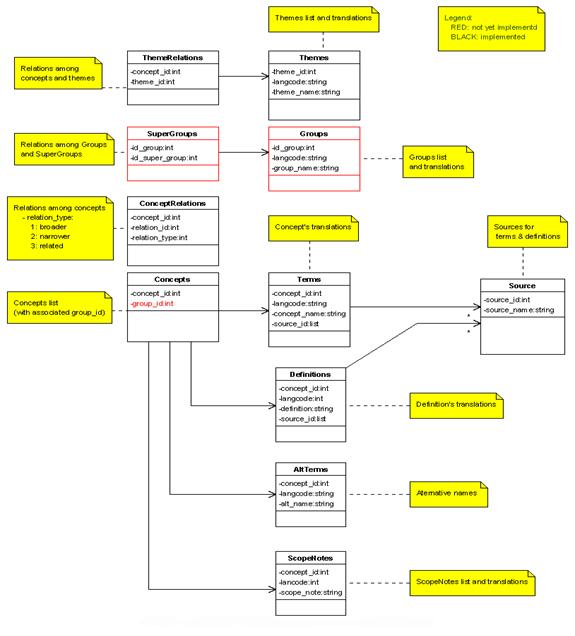 Themes list and translations
Legend:
RED: not yet implementd
BLACK: implemented
Relations among
concepts and themes
ThemeRelations
-concept_id:int
-theme_id:int
Themes
-theme_id:int
-langcode:string
-theme_name:string
Relations among Groups
and SuperGroups
SuperGroups
-id_group:int
-id_super_group:int
Groups
-id_group:int
-langcode:string
-group_name:string
Groups list
and translations
Relations among concepts
- relation_type:
1: broader
2: narrower
3: related
ConceptRelations
-concept_id:int
-relation_id:int
-relation_type:int
Concept's translations
Sources for
terms & definitions
Concepts list
(with associated group_id)
Concepts
-concept_id:int
-group_id:int
Terms
-concept_id:int
-langcode:string
-concept_name:string
-source_id:list
Source
-source_id:int
-source_name:string
*
*
Definitions
-concept_id:int
-langcode:int
-definition:string
-source_id:list
Definition's translations
AltTerms
-concept_id:int
-langcode:string
-alt_name:string
Aternative names
ScopeNotes
-concept_id:int
-lancode:int
-scope_note:string
ScopeNotes list and translations